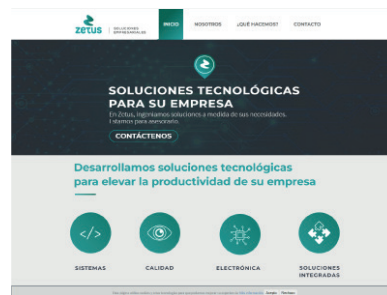 zetus SOLUCIONES
EMPRESARIALES
INICIO NOSOTROS ¿QUÉ HACEMOS? CONTACTO
SOLUCIONES TECNOLÓGICAS
PARA SU EMPRESA
En Zetus, ingeniamos soluciones a medida de sus necesidades.
Estamos para asesorarlo.
CONTÁCTENOS
Desarrollamos soluciones tecnológicas
para elevar la productividad de su empresa
</>
SISTEMAS CALIDAD ELECTRÓNICA SOLUCIONES
INTEGRADAS